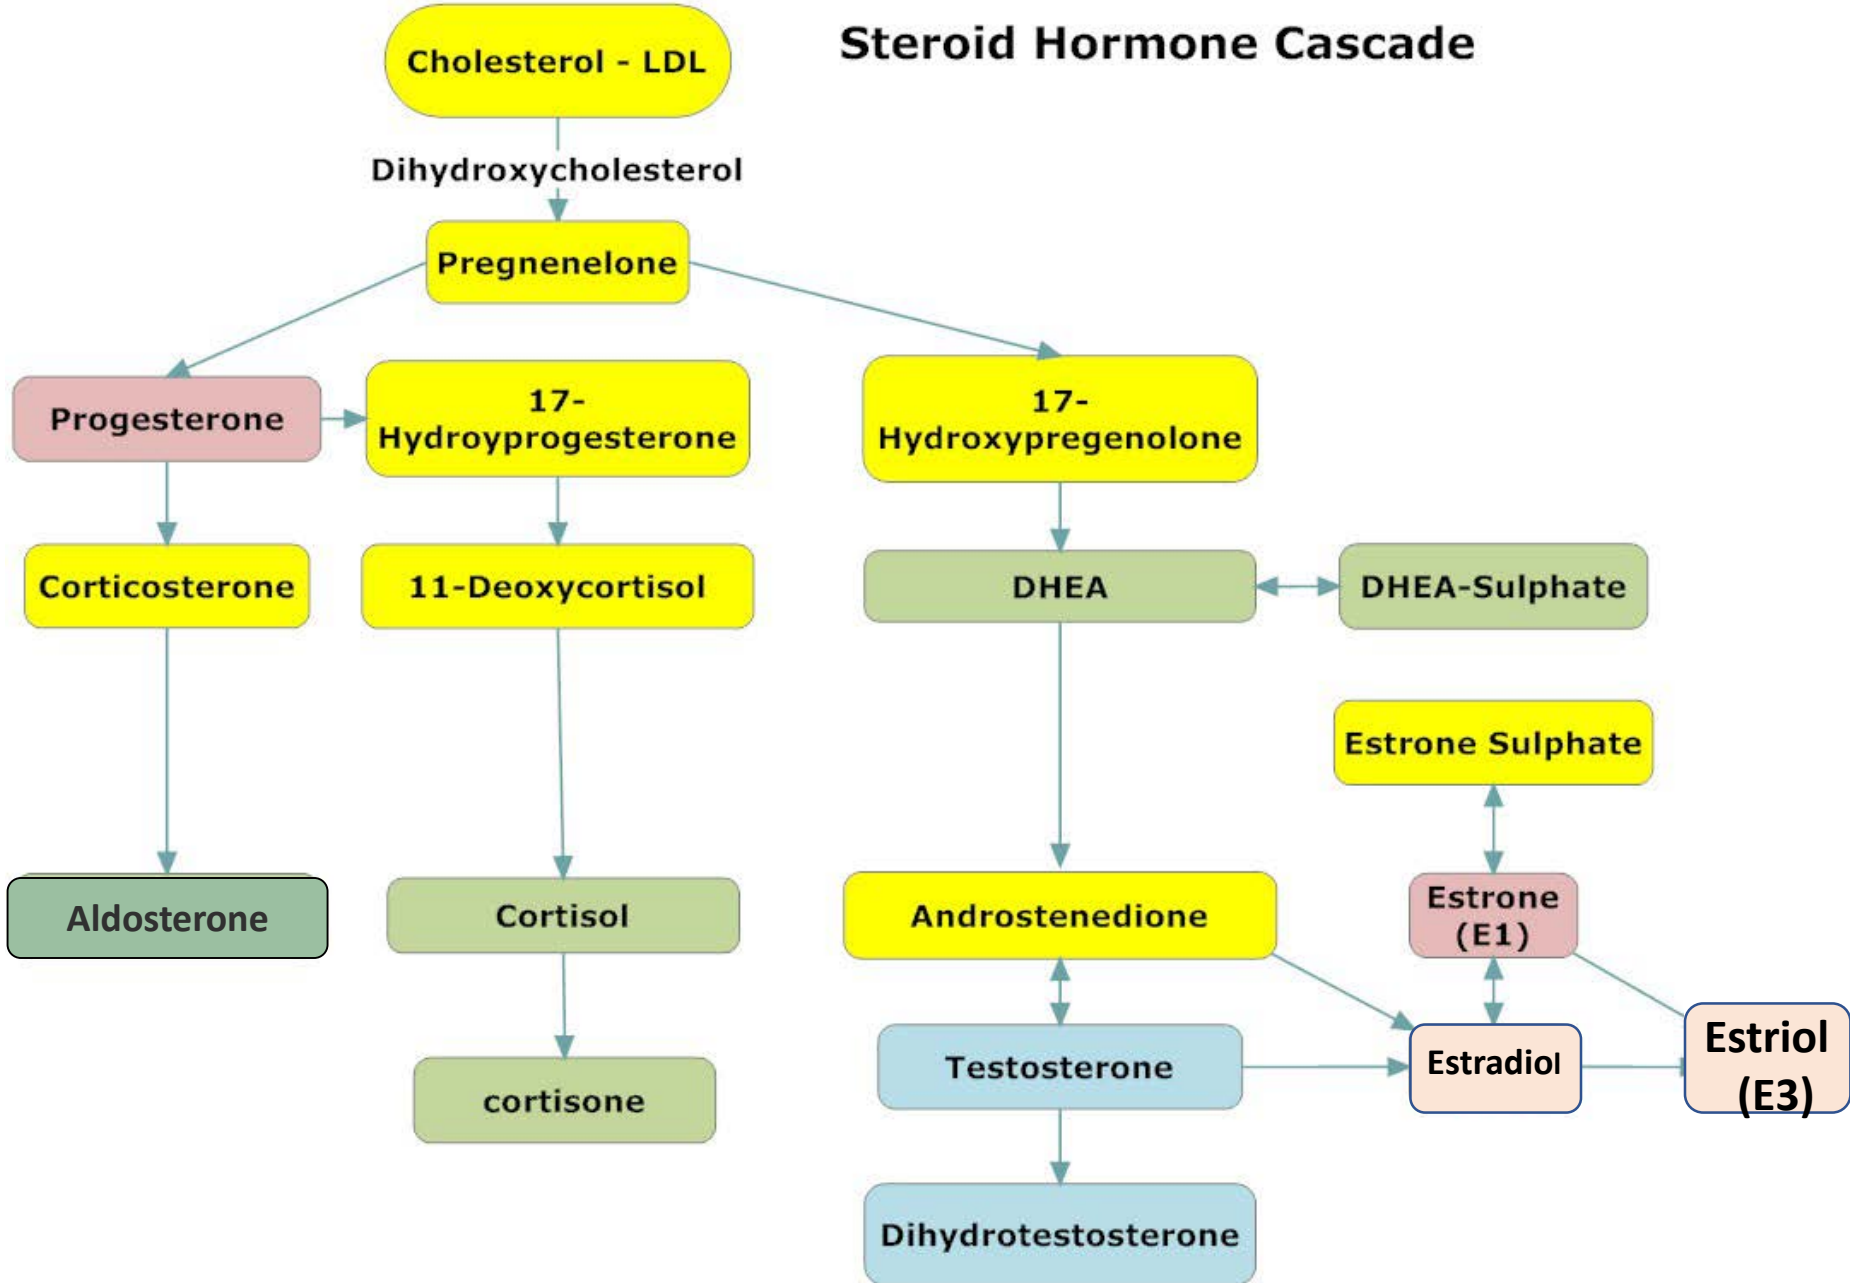 Steroid Hormone Cascade
Cholesterol - LDL
Dihydroxycholesterol
Pregnenelone
Progesterone
17-
Hydroyprogesterone
17-
Hydroxypregenolone
Corticosterone
11-Deoxycortisol
DHEA
DHEA-Sulphate
Estrone Sulphate
Aldosterone
Cortisol
Androstenedione
Estrone
(E1)
cortisone
Testosterone
Estradiol
Estriol
(E3)
Dihydrotestosterone